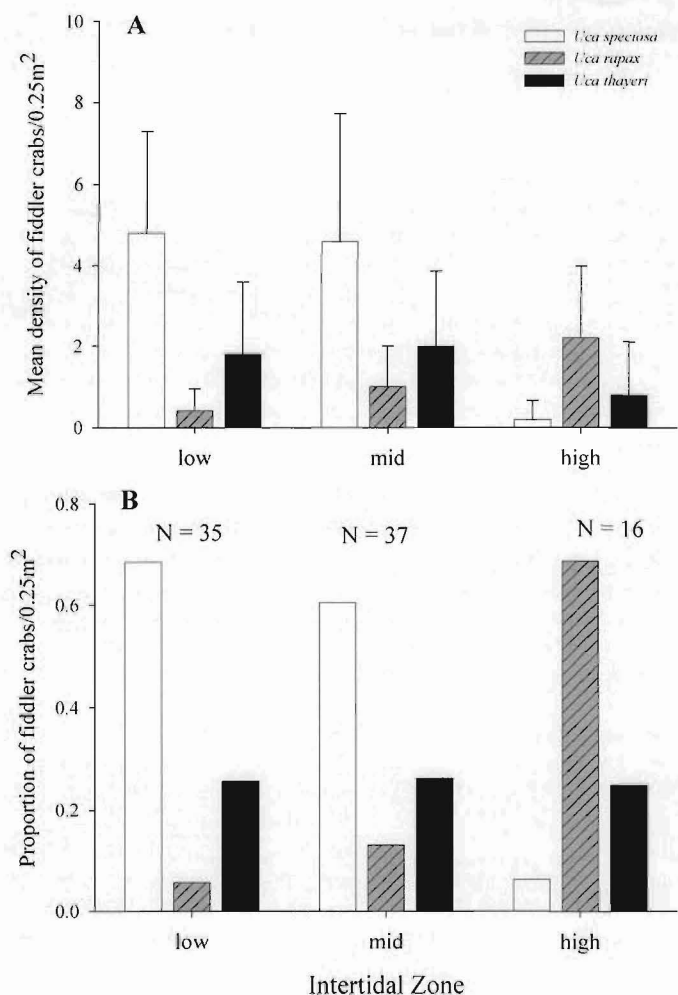 A
Uca speciosa
Uca rapax
Uca thayeri
Mean density of fiddler crabs/0.25m²
10
8
6
4
2
0
low mid high
B
N = 35 N = 37 N = 16
Proportion of fiddler crabs/0.25m²
0.8
0.6
0.4
0.2
0.0
low mid high
Intertidal Zone